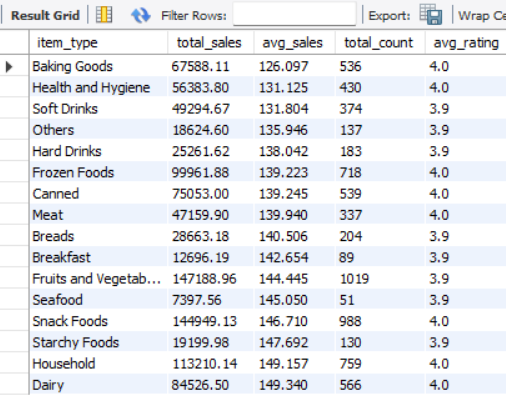 Result Grid Filter Rows: Export: Wrap Ce
item_type total_sales avg_sales total_count avg_rating
Baking Goods 67588.11 126.097 536 4.0
Health and Hygiene 56383.80 131.125 430 4.0
Soft Drinks 49294.67 131.804 374 3.9
Others 18624.60 135.946 137 3.9
Hard Drinks 25261.62 138.042 183 3.9
Frozen Foods 99961.88 139.223 718 4.0
Canned 75053.00 139.245 539 4.0
Meat 47159.90 139.940 337 4.0
Breads 28663.18 140.506 204 3.9
Breakfast 12696.19 142.654 89 3.9
Fruits and Vegetab... 147188.96 144.445 1019 3.9
Seafood 7397.56 145.050 51 3.9
Snack Foods 144949.13 146.710 988 4.0
Starchy Foods 19199.98 147.692 130 3.9
Household 113210.14 149.157 759 4.0
Dairy 84526.50 149.340 566 4.0